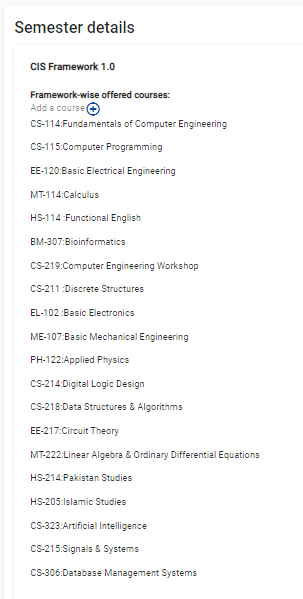 Semester details
CIS Framework 1.0
Framework-wise offered courses:
Add a course
CS-114:Fundamentals of Computer Engineering
CS-115:Computer Programming
EE-120:Basic Electrical Engineering
MT-114:Calculus
HS-114 :Functional English
BM-307:Bioinformatics
CS-219:Computer Engineering Workshop
CS-211 :Discrete Structures
EL-102 :Basic Electronics
ME-107:Basic Mechanical Engineering
PH-122:Applied Physics
CS-214:Digital Logic Design
CS-218:Data Structures & Algorithms
EE-217:Circuit Theory
MT-222:Linear Algebra & Ordinary Differential Equations
HS-214:Pakistan Studies
HS-205:Islamic Studies
CS-323:Artificial Intelligence
CS-215:Signals & Systems
CS-306:Database Management Systems